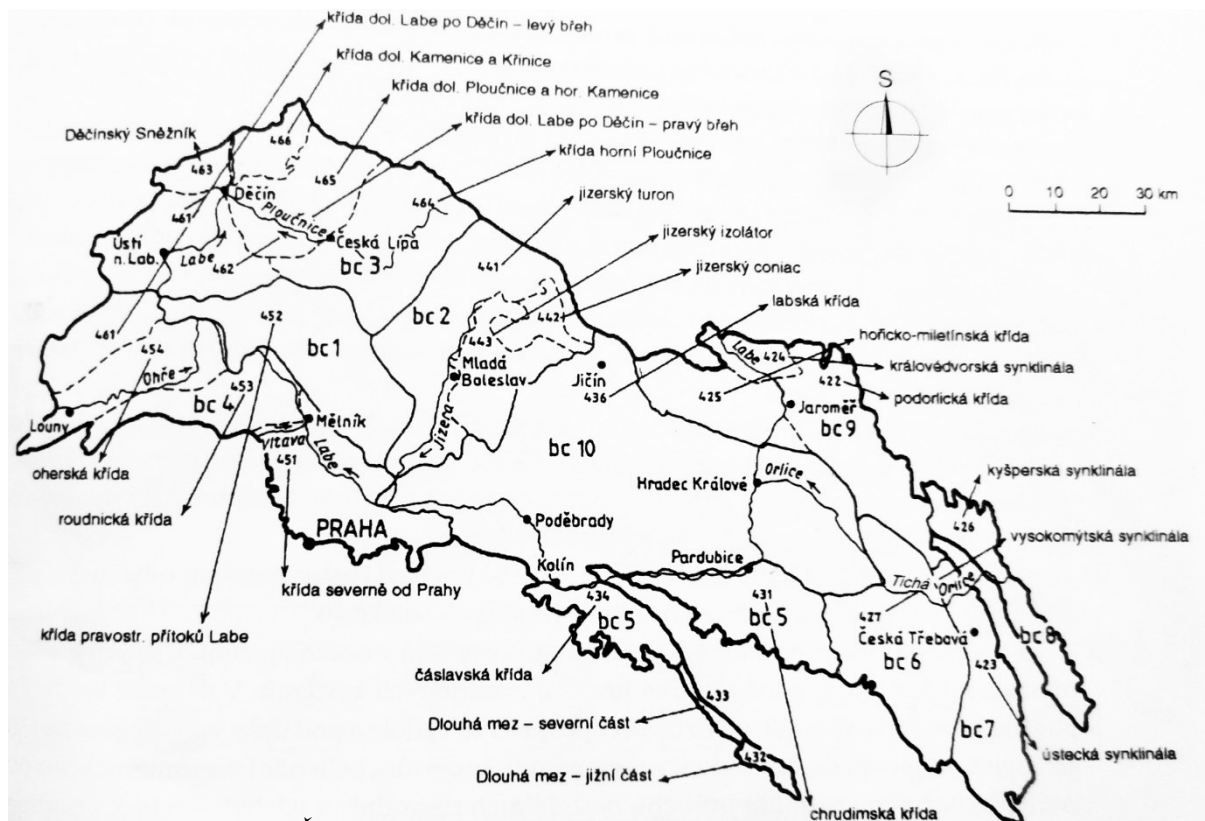 křída dol. Labe po Děčín – levý břeh
křída dol. Kamenice a Křinice
křída dol. Ploučnice a hor. Kamenice
Děčínský Sněžník
křída dol. Labe po Děčín – pravý břeh
křída horní Ploučnice
jizerský turon
jizerský izolátor
jizerský coniac
labská křída
hořicko-miletínská křída
královédvorská synklinála
podorlická křída
kyšperská synklinála
vysokomýtská synklinála
ústecká synklinála
chrudimská křída
Dlouhá mez – jižní část
Dlouhá mez – severní část
čáslavská křída
křída severně od Prahy
křída pravostr. přítoků Labe
roudnická křída
oherská křída
S
0 10 20 30 km
466
463
465
Děčín
464
461
Ploučnice
Ústí
n. Lab.
Labe
462
Česká Lípa
bc 3
441
461
454
452
bc 1
bc 2
442
443
Ohře
453
bc 4
Louny
Mělník
Vltava
451
Labe
Mladá
Boleslav
Jizera
Jičín
436
Labe
424
425
422
Jaroměř
bc 9
bc 10
Orlice
Hradec Králové
426
PRAHA
Poděbrady
Kolín
Pardubice
434
bc 5
431
bc 5
Tichá Orlice
427
Česká Třebová
bc 6
423
bc 8
433
432
bc 7